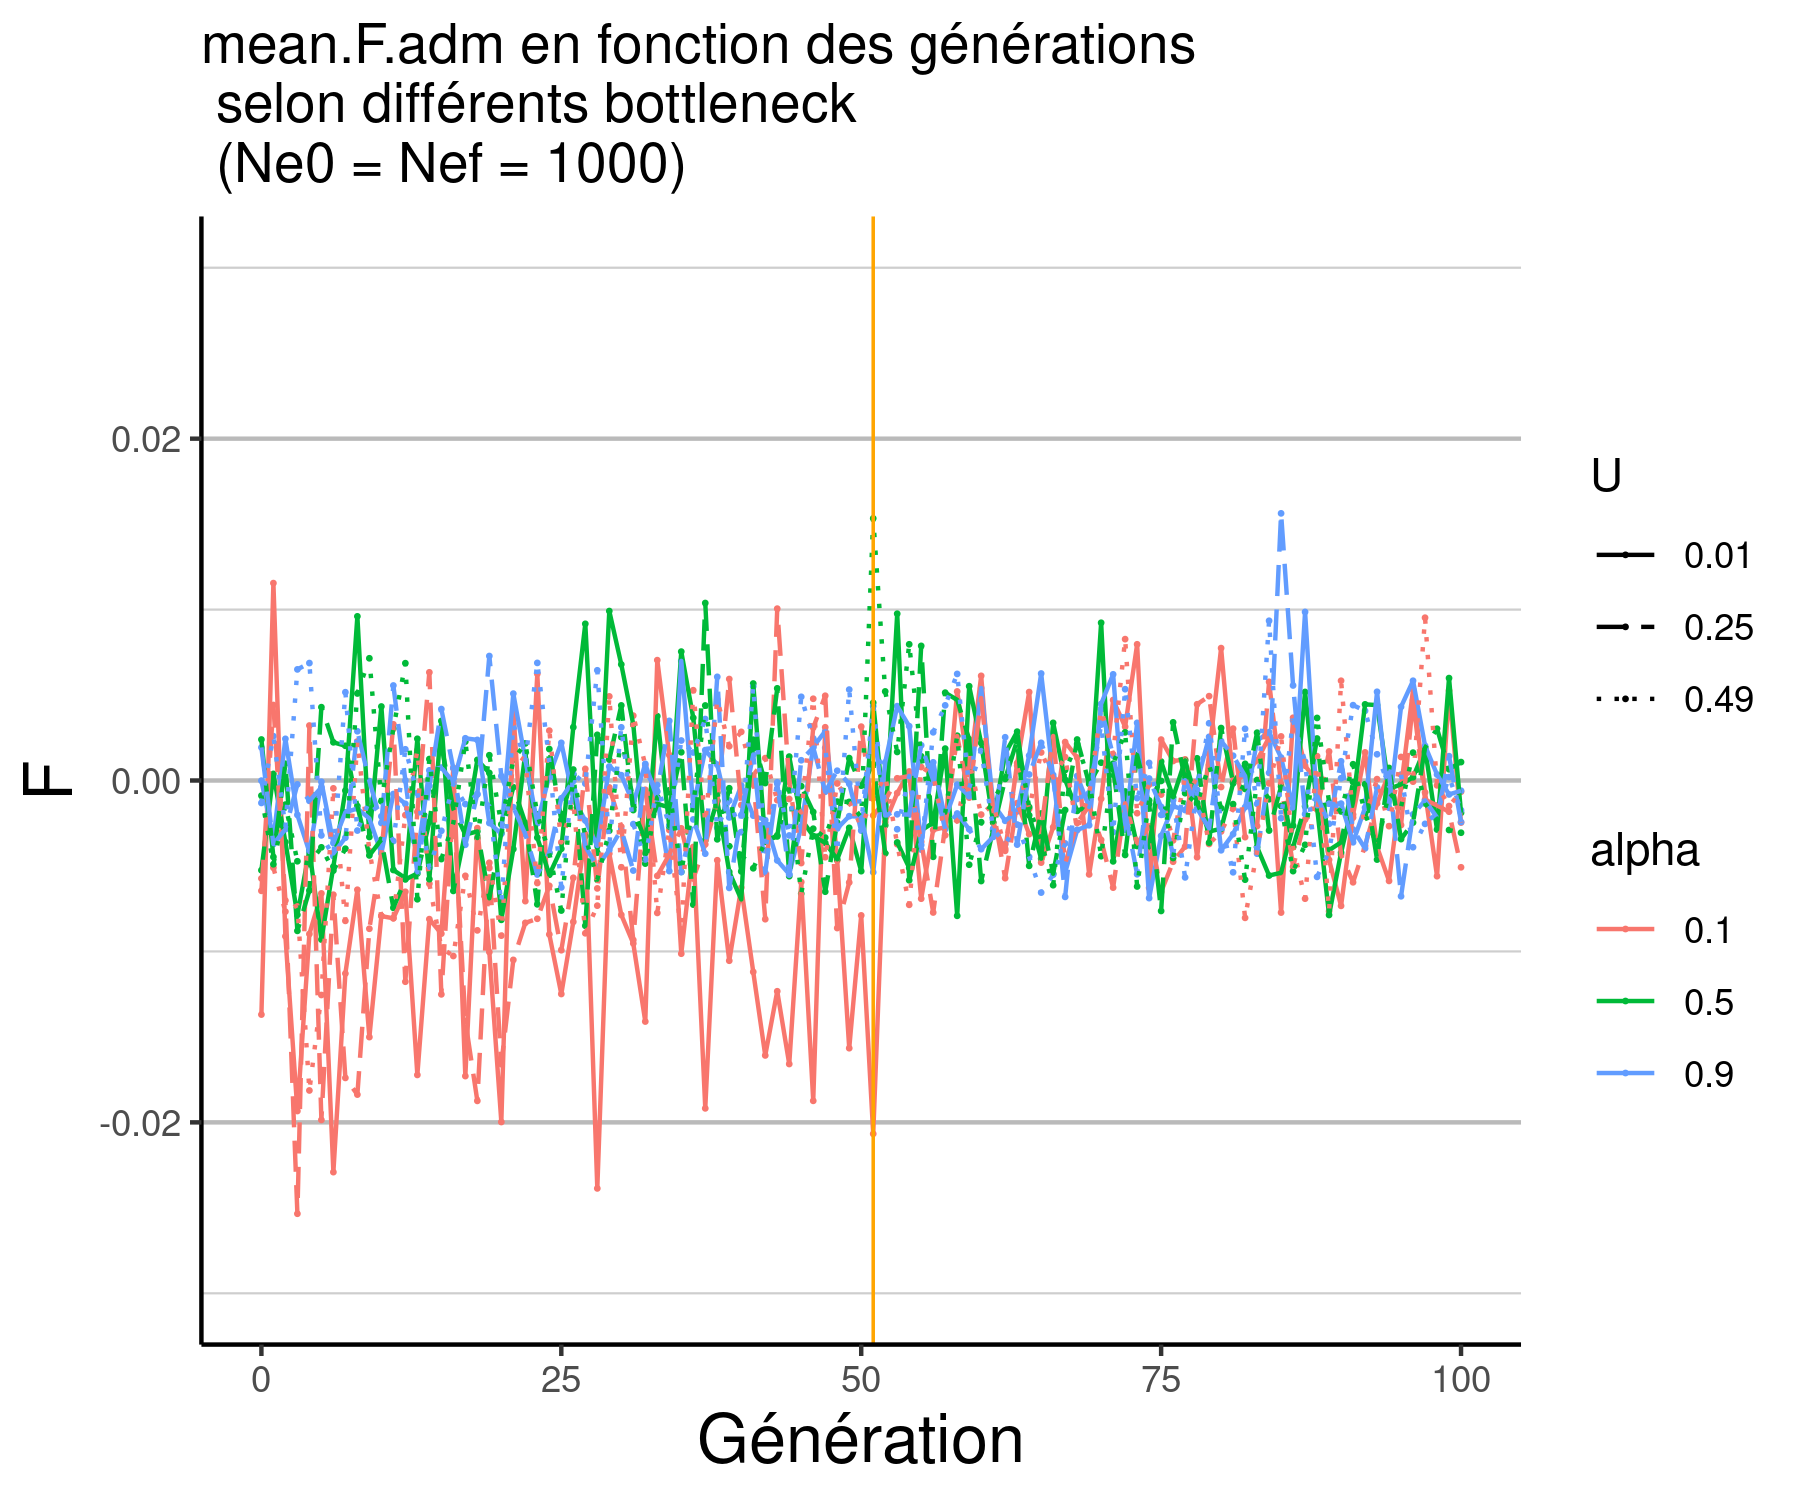 mean.F.adm en fonction des générations
selon différents bottleneck
(Ne0 = Nef = 1000)
F
0.02
0.00
-0.02
0
25
50
75
100
Génération
U
0.01
0.25
0.49
alpha
0.1
0.5
0.9